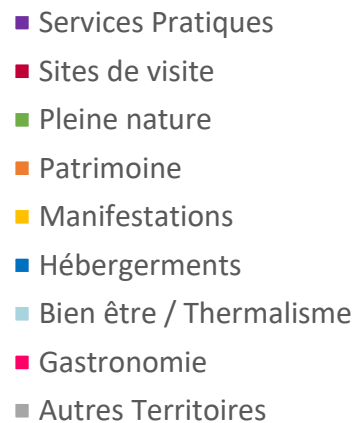 Services Pratiques
Sites de visite
Pleine nature
Patrimoine
Manifestations
Hébergerments
Bien être / Thermalisme
Gastronomie
Autres Territoires